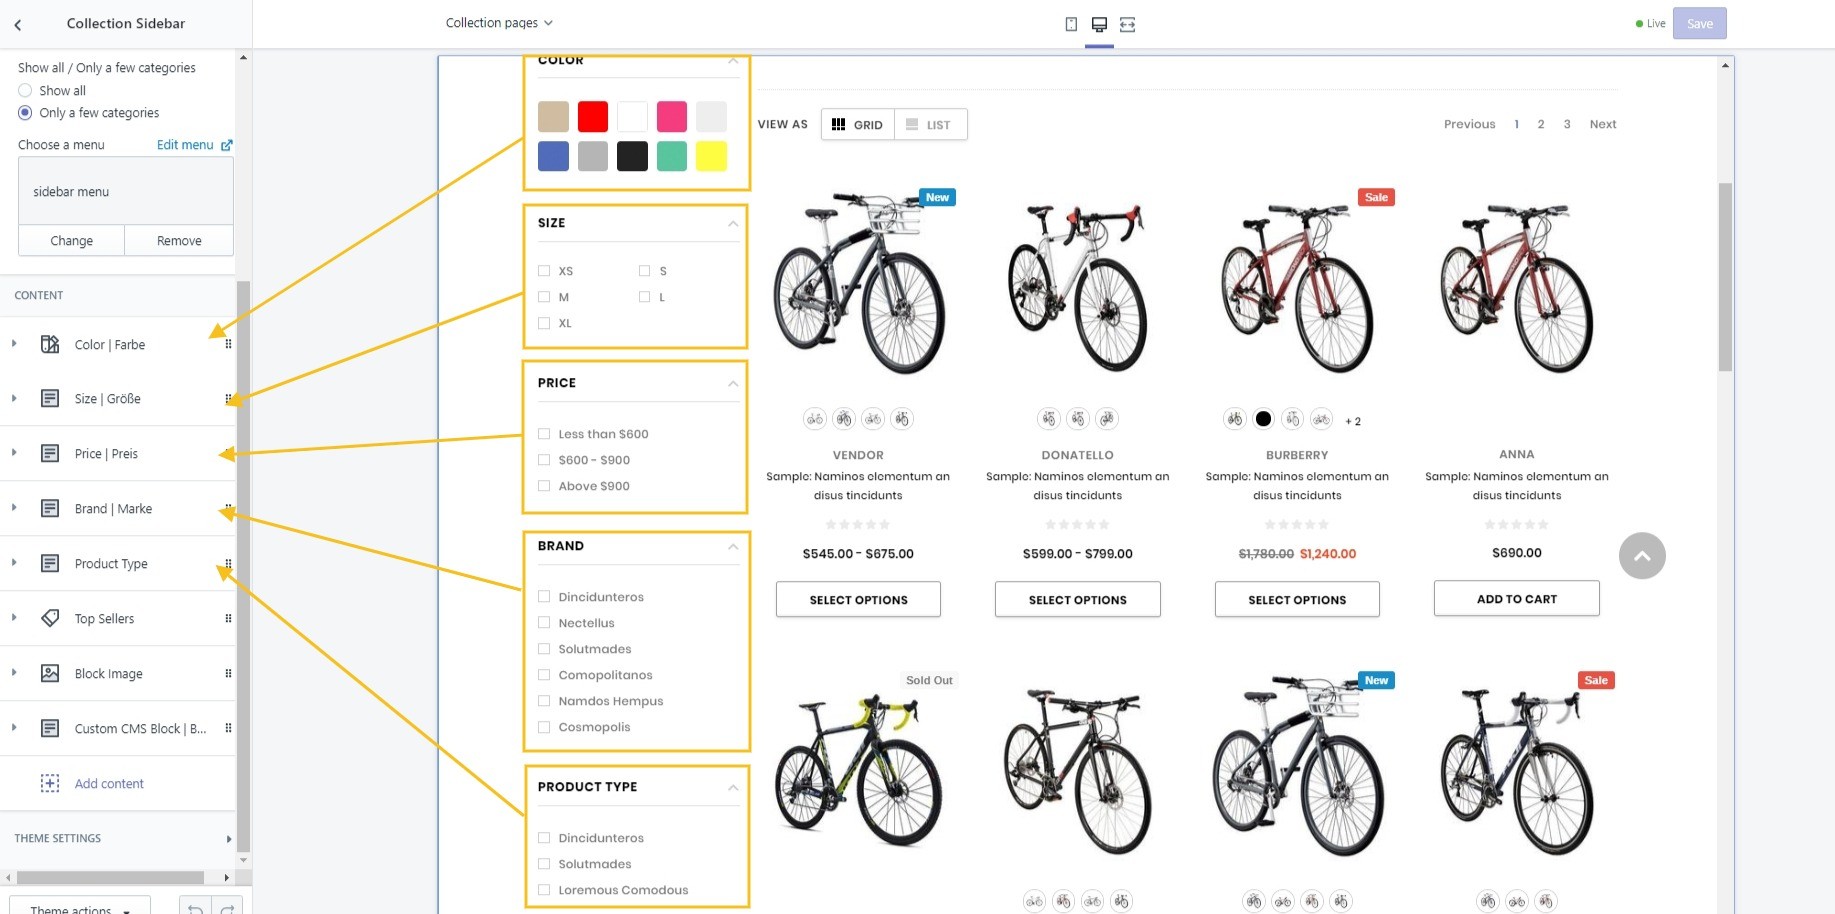 Collection Sidebar
Collection pages
Live
Save
Show all / Only a few categories
Show all
Only a few categories
Choose a menu
Edit menu
sidebar menu
Change
Remove
CONTENT
Color | Farbe
Size | Größe
Price | Preis
Brand | Marke
Product Type
Top Sellers
Block Image
Custom CMS Block | B...
Add content
THEME SETTINGS
Theme actions
COLOR
SIZE
XS
S
M
L
XL
PRICE
Less than $600
$600 - $900
Above $900
BRAND
Dincidunteros
Nectellus
Solutmades
Comopolitanos
Namdos Hempus
Cosmopolis
PRODUCT TYPE
Dincidunteros
Solutmades
Loremous Comodous
VIEW AS
GRID
LIST
Previous 1 2 3 Next
New
Sale
+ 2
VENDOR
Sample: Naminos elementum an
disus tincidunts
$545.00 - $675.00
SELECT OPTIONS
DONATELLO
Sample: Naminos elementum an
disus tincidunts
$599.00 - $799.00
SELECT OPTIONS
BURBERRY
Sample: Naminos elementum an
disus tincidunts
$1,780.00 $1,240.00
SELECT OPTIONS
ANNA
Sample: Naminos elementum an
disus tincidunts
$690.00
ADD TO CART
Sold Out
New
Sale